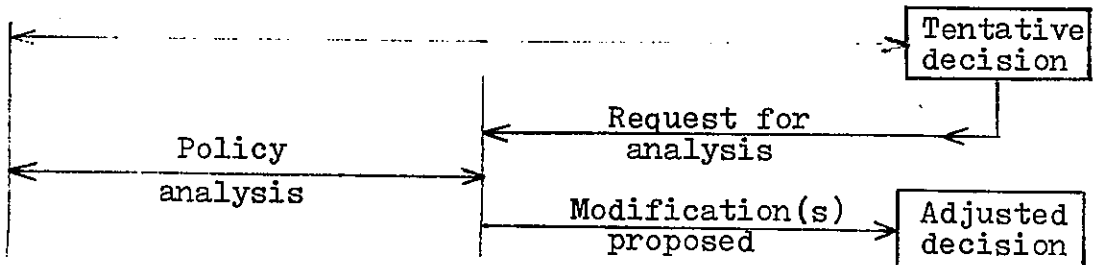 Tentative
decision
Request for
analysis
Policy
analysis
Modification(s)
proposed
Adjusted
decision